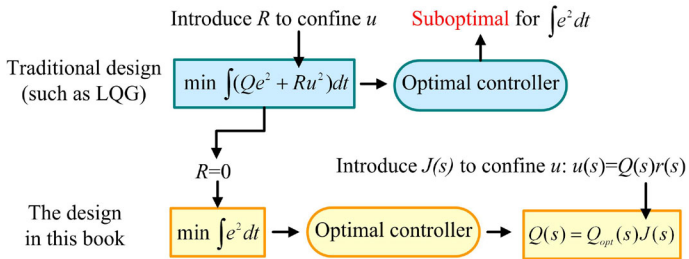 Introduce R to confine u
Suboptimal for ∫e²dt
Traditional design
(such as LQG)
min ∫(Qe² + Ru²)dt
Optimal controller
R=0
Introduce J(s) to confine u: u(s)=Q(s)r(s)
The design
in this book
min ∫e²dt
Optimal controller
Q(s) = Q_opt(s)J(s)